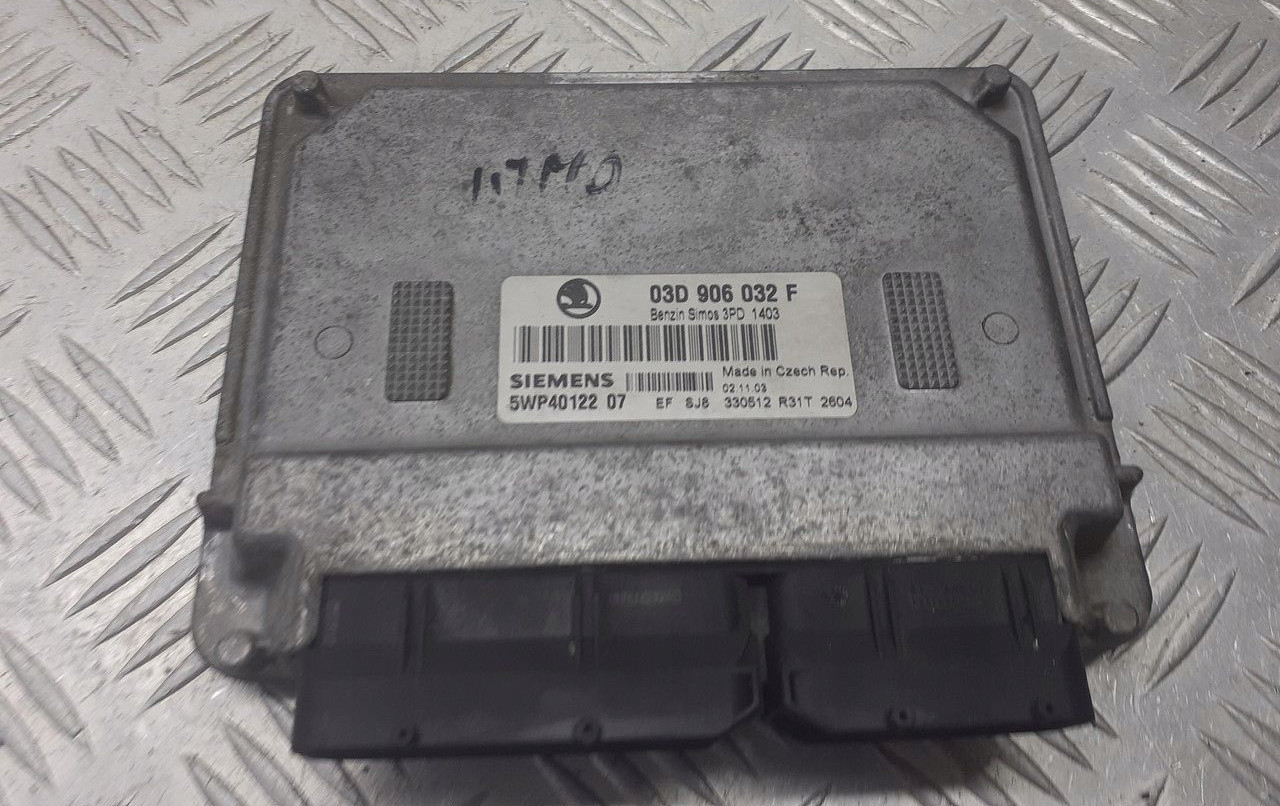 03D 906 032 F
Benzin Simos 3PD 1403
SIEMENS
Made in Czech Rep.
02.11.03
5WP40122 07 EF SJ8 330512 R31T 2604